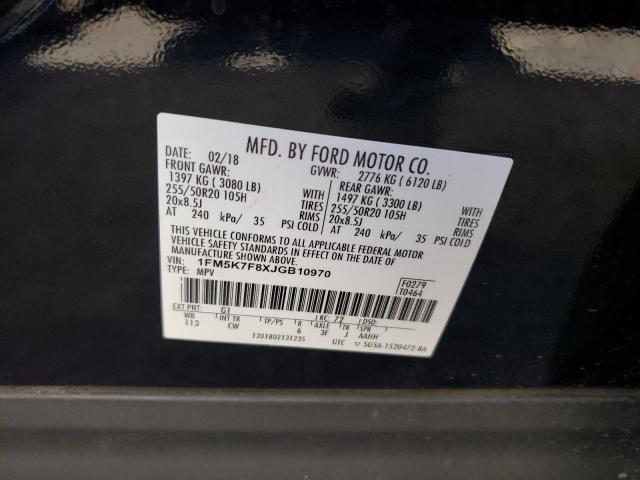 MFD. BY FORD MOTOR CO.
DATE: 02/18 GVWR: 2776 KG ( 6120 LB)
FRONT GAWR: REAR GAWR:
1397 KG ( 3080 LB) WITH 1497 KG ( 3300 LB) WITH
255/50R20 105H TIRES 255/50R20 105H TIRES
20x8.5J RIMS 20x8.5J RIMS
AT 240 kPa/ 35 PSI COLD AT 240 kPa/ 35 PSI COLD
THIS VEHICLE CONFORMS TO ALL APPLICABLE FEDERAL MOTOR
VEHICLE SAFETY STANDARDS IN EFFECT ON THE DATE OF
MANUFACTURE SHOWN ABOVE.
VIN: 1FM5K7F8XJGB10970
TYPE: MPV
F0279
T0464
EXT PNT: G1 RC: 72 DSO:
WB INT TR TP/PS R AXLE TR SPR
113 CW 6 3F J AAHH
1201802131235 UTC 5U5A-1520472-BA